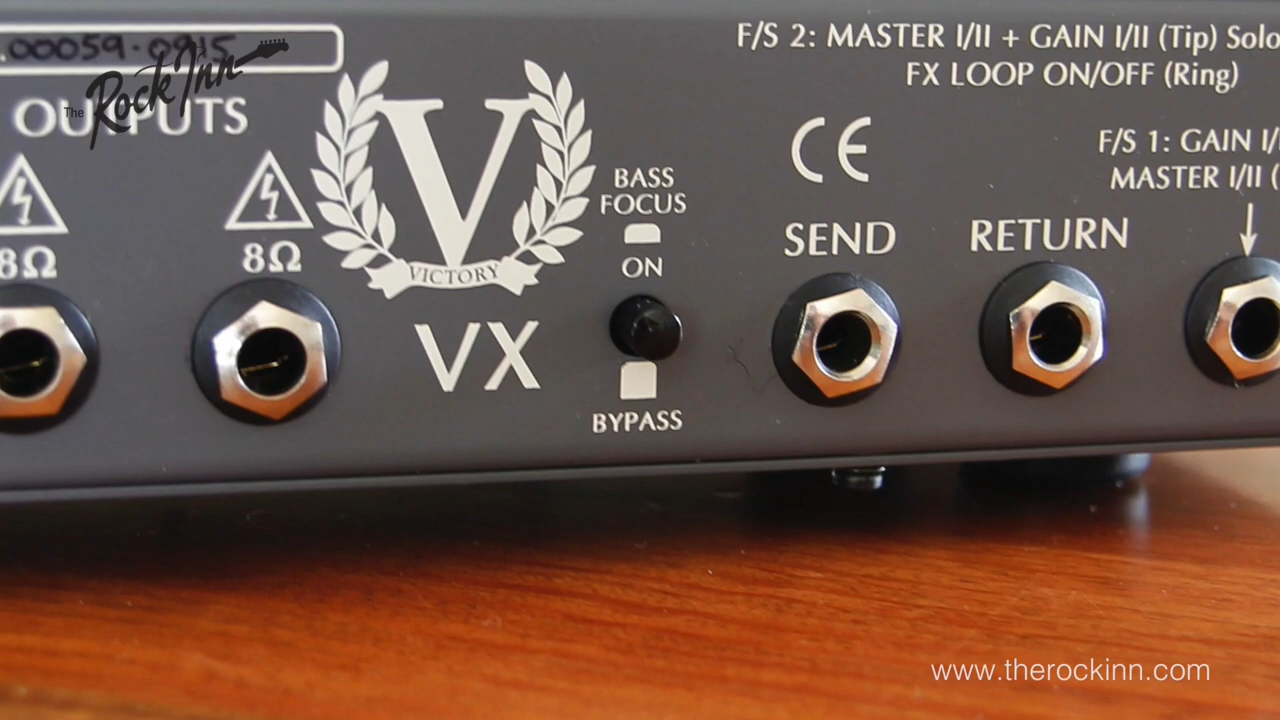 .00059-0915
The Rock Inn
OUTPUTS
8Ω
8Ω
V
VICTORY
VX
BASS
FOCUS
ON
BYPASS
F/S 2: MASTER I/II + GAIN I/II (Tip) Solo
FX LOOP ON/OFF (Ring)
CE
SEND
RETURN
F/S 1: GAIN I/
MASTER I/II (
www.therockinn.com